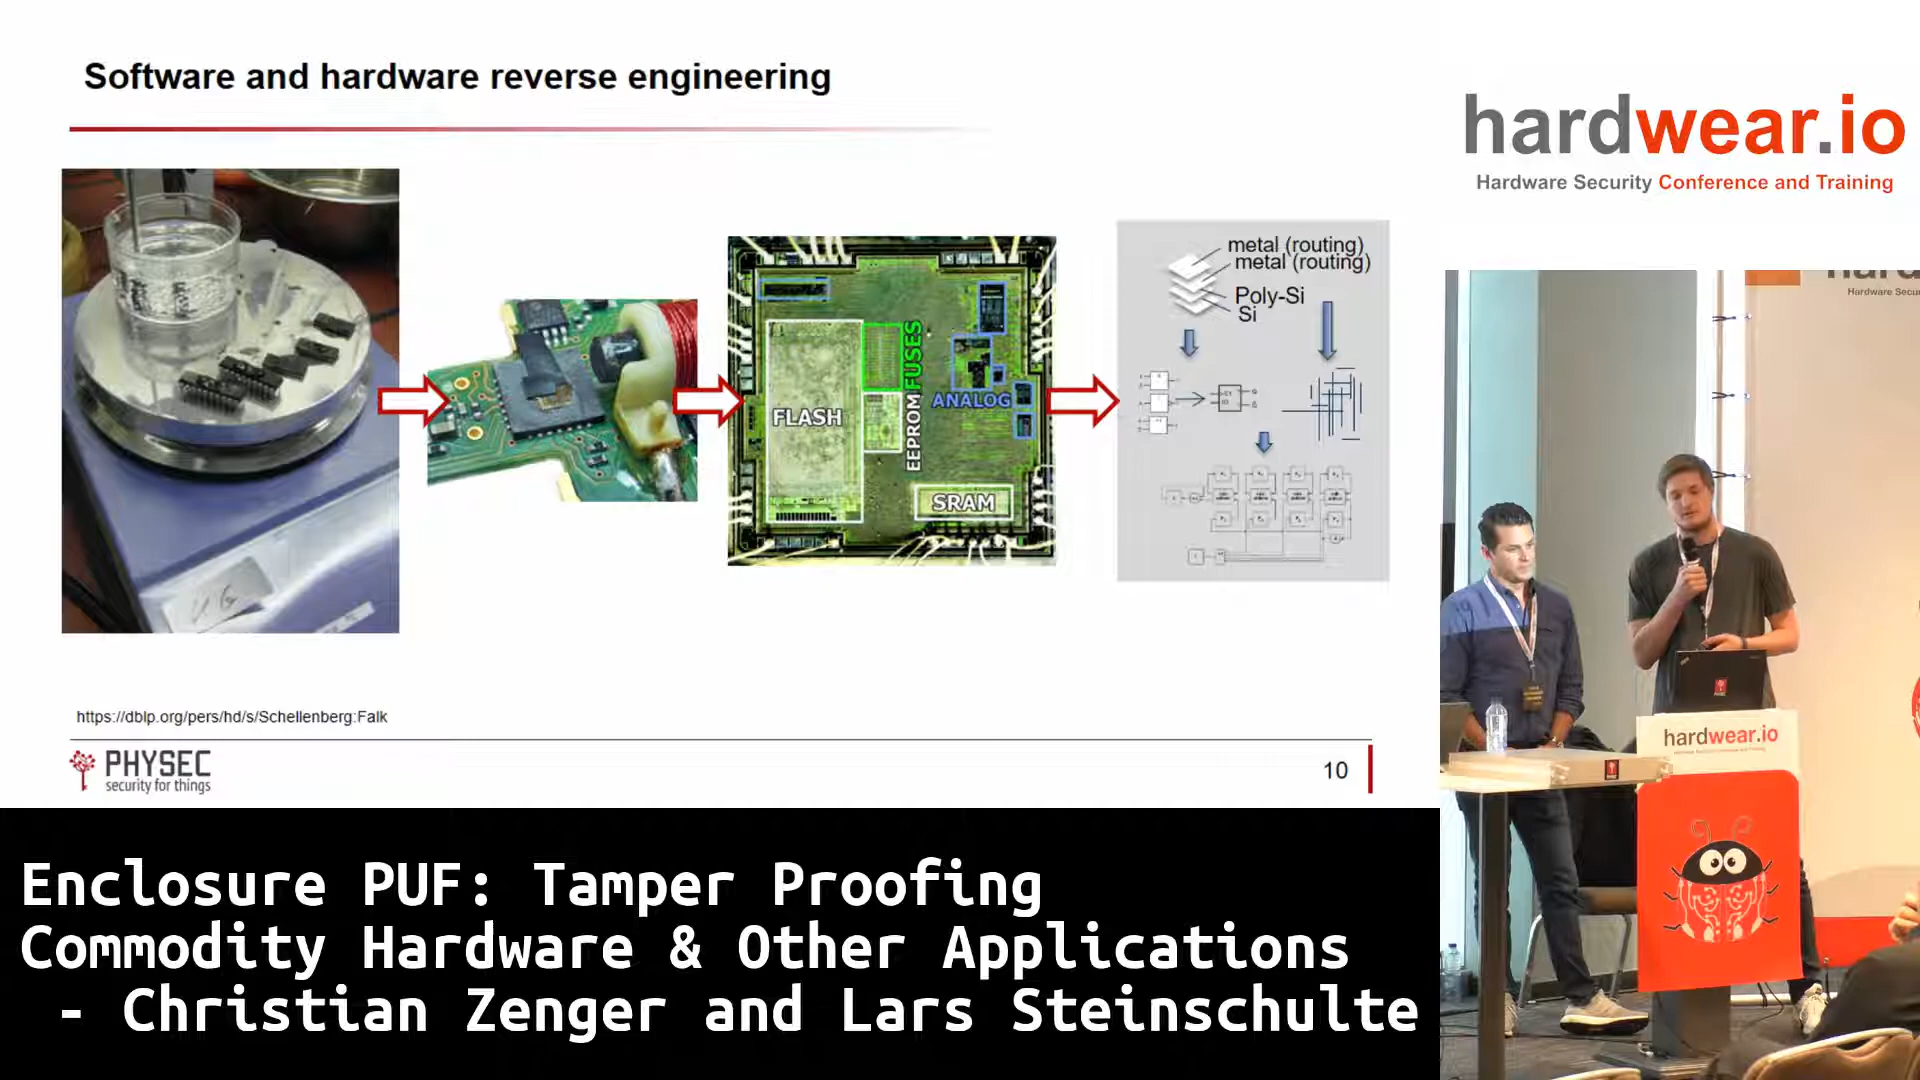 Software and hardware reverse engineering
hardwear.io
Hardware Security Conference and Training
metal (routing)
metal (routing)
Poly-Si
Si
FLASH
EEPROM
FUSES
ANALOG
SRAM
https://dblp.org/pers/hd/s/Schellenberg:Falk
PHYSEC
security for things
10
Hardware Secu
hardwear.io
Enclosure PUF: Tamper Proofing
Commodity Hardware & Other Applications
- Christian Zenger and Lars Steinschulte